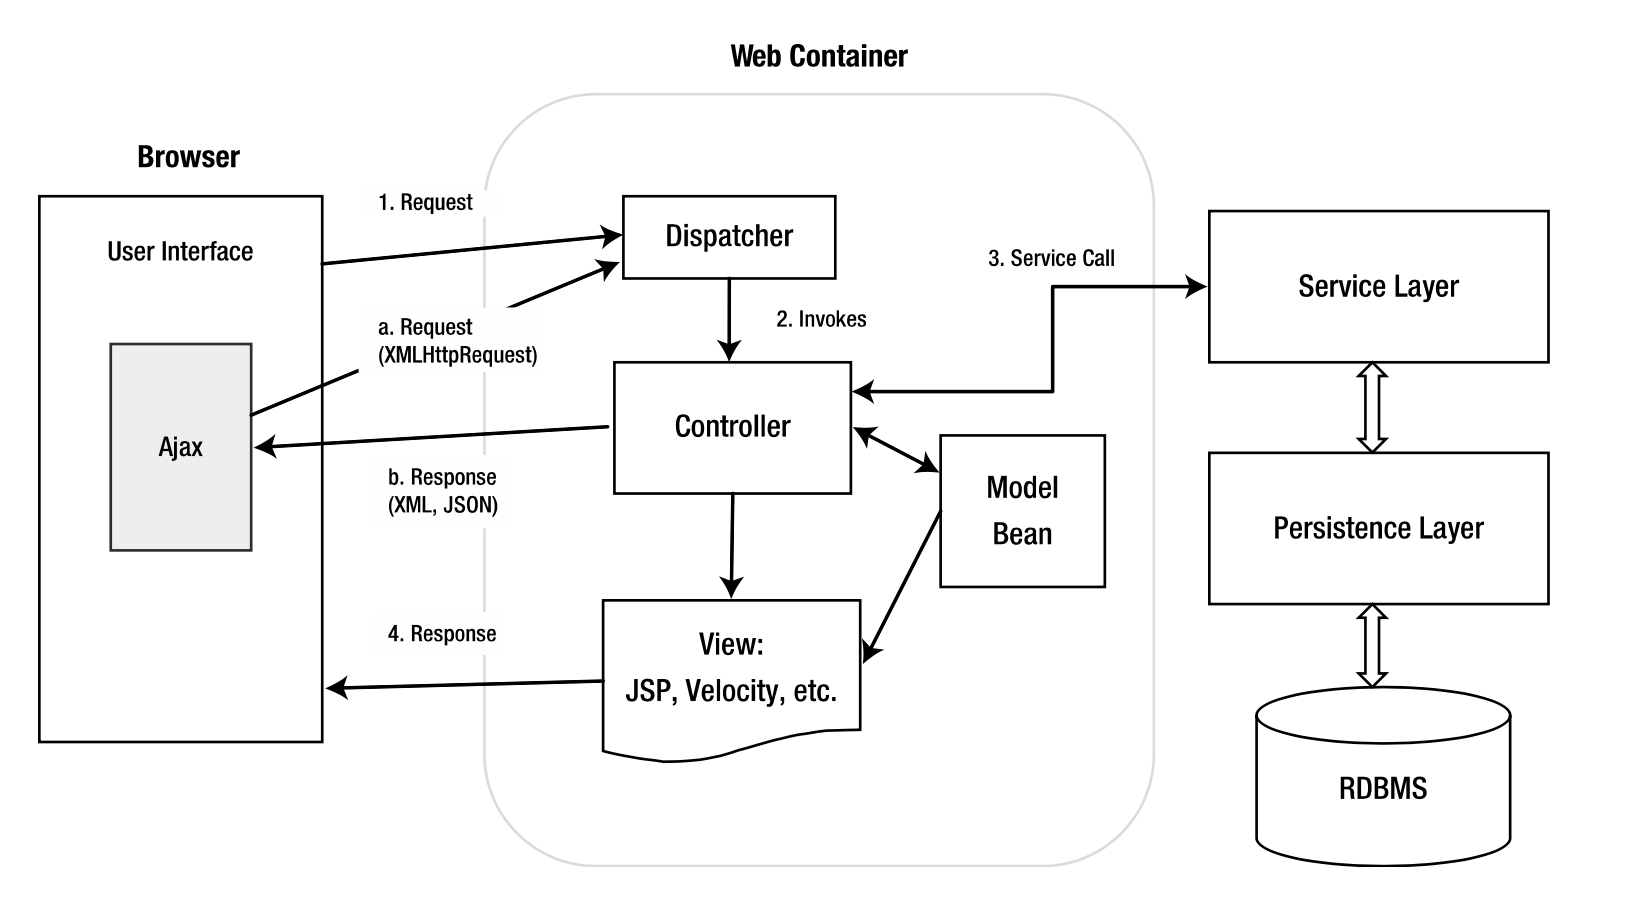 Web Container
Browser
1. Request
User Interface
Dispatcher
3. Service Call
Service Layer
a. Request
(XMLHttpRequest)
2. Invokes
Ajax
Controller
b. Response
(XML, JSON)
Model
Bean
Persistence Layer
4. Response
View:
JSP, Velocity, etc.
RDBMS